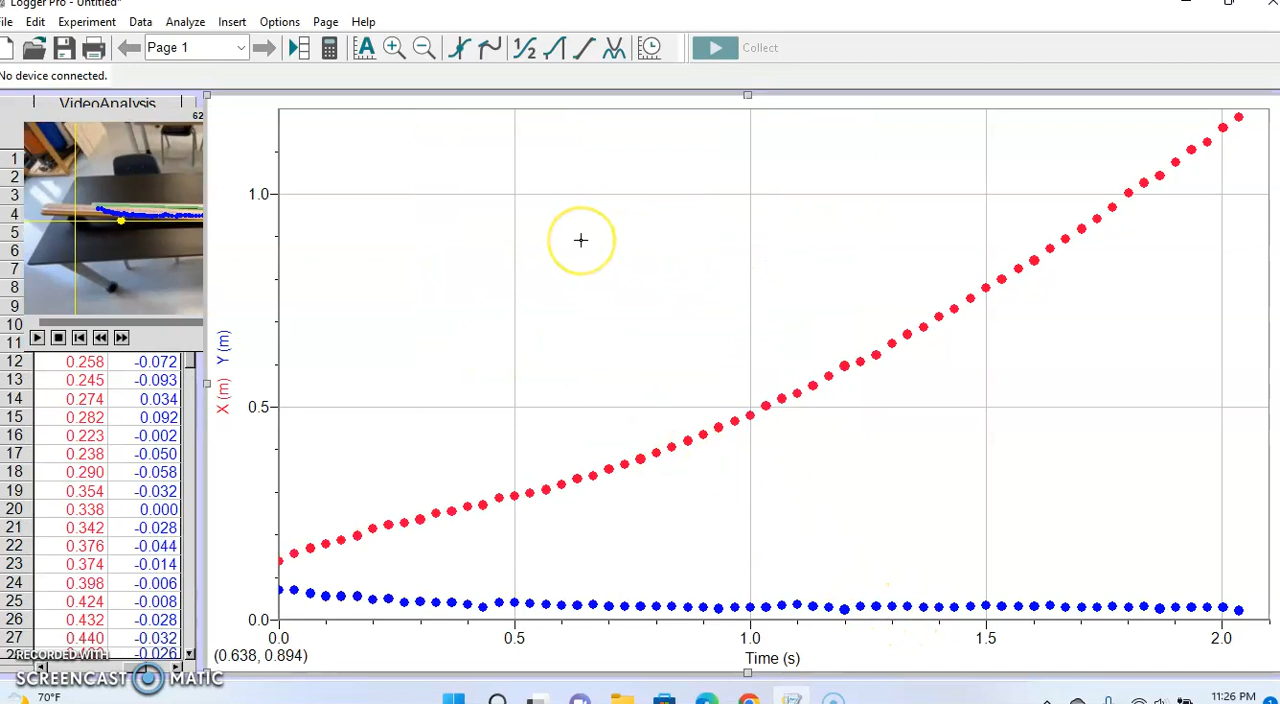 Logger Pro - Untitled*
File Edit Experiment Data Analyze Insert Options Page Help
Page 1
1/2
Collect
No device connected.
VideoAnalysis
62
1
2
3
4
5
6
7
8
9
10
11
12 0.258 -0.072
13 0.245 -0.093
14 0.274 0.034
15 0.282 0.092
16 0.223 -0.002
17 0.238 -0.050
18 0.290 -0.058
19 0.354 -0.032
20 0.338 0.000
21 0.342 -0.028
22 0.376 -0.044
23 0.374 -0.014
24 0.398 -0.006
25 0.424 -0.008
26 0.432 -0.028
27 0.440 -0.032
-0.026
X (m) Y (m)
1.0
0.5
0.0
0.0 0.5 1.0 1.5 2.0
Time (s)
(0.638, 0.894)
RECORDED WITH
SCREENCAST MATIC
70°F
11:26 PM
1